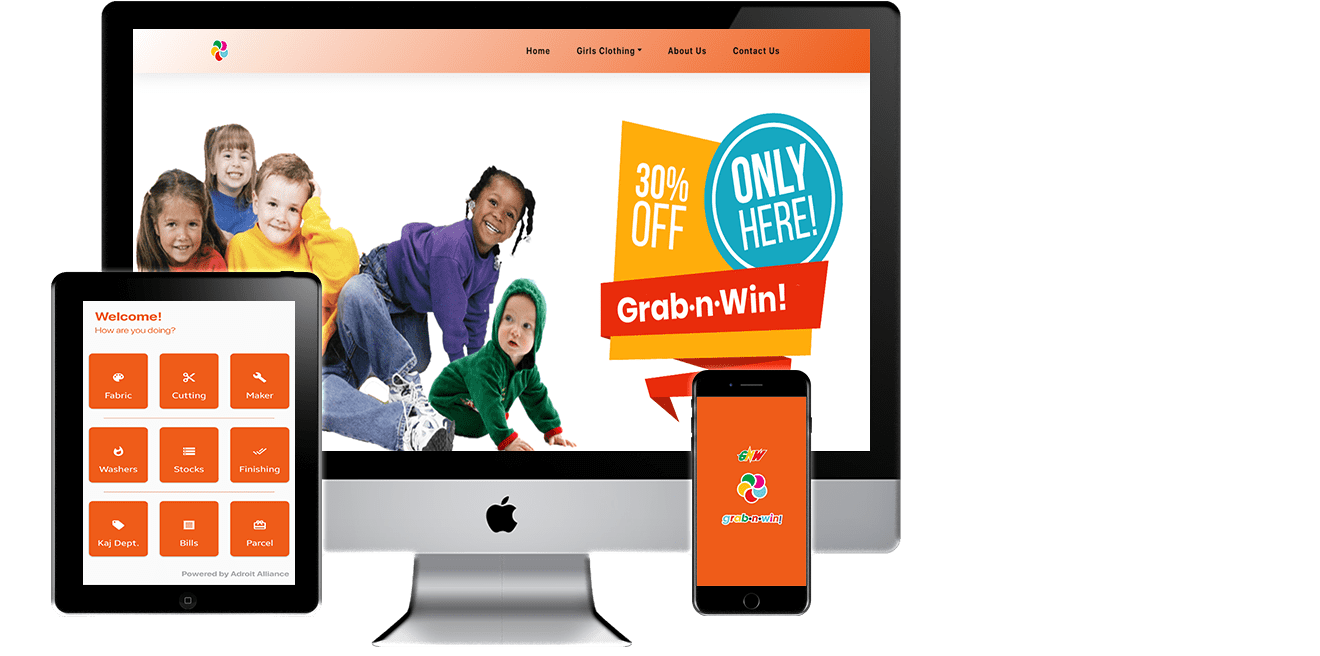 Home Girls Clothing About Us Contact Us
30%
OFF
ONLY
HERE!
Grab·n·Win!
Welcome!
How are you doing?
Fabric Cutting Maker
Washers Stocks Finishing
Kaj Dept. Bills Parcel
Powered by Adroit Alliance
GNW
grab·n·win!